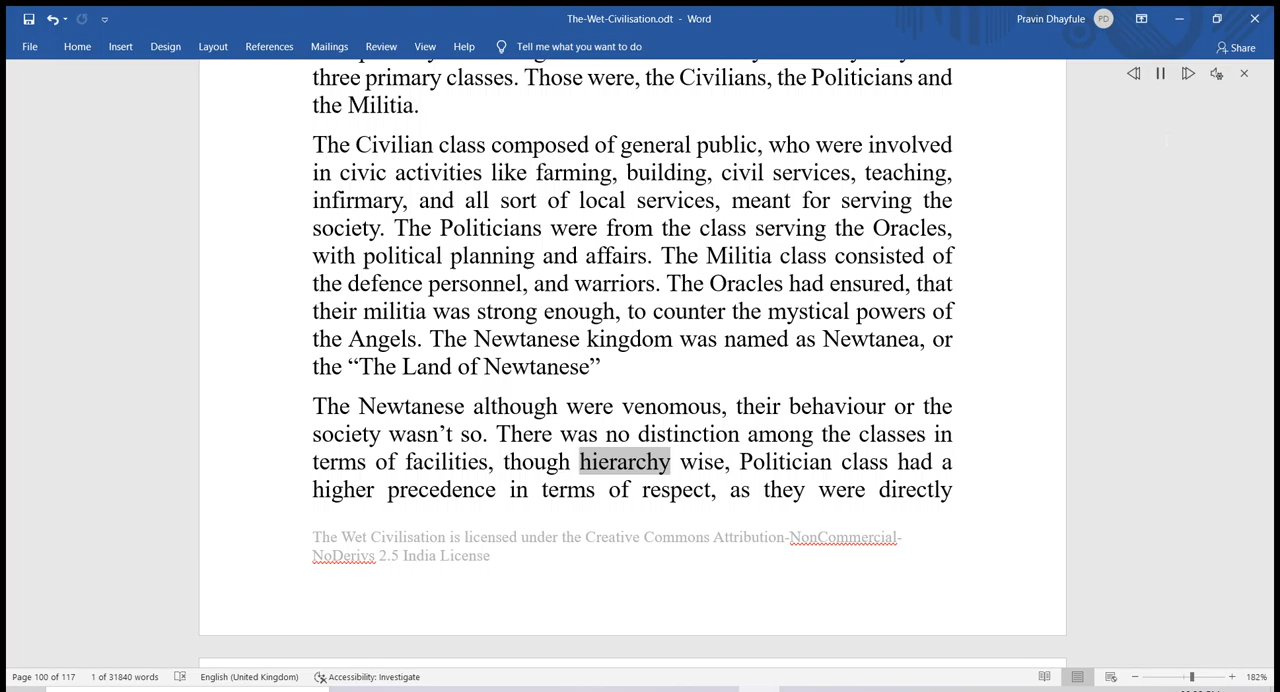 The-Wet-Civilisation.odt - Word
Pravin Dhayfule
PD
File Home Insert Design Layout References Mailings Review View Help Tell me what you want to do
Share
three primary classes. Those were, the Civilians, the Politicians and
the Militia.
The Civilian class composed of general public, who were involved
in civic activities like farming, building, civil services, teaching,
infirmary, and all sort of local services, meant for serving the
society. The Politicians were from the class serving the Oracles,
with political planning and affairs. The Militia class consisted of
the defence personnel, and warriors. The Oracles had ensured, that
their militia was strong enough, to counter the mystical powers of
the Angels. The Newtanese kingdom was named as Newtanea, or
the “The Land of Newtanese”
The Newtanese although were venomous, their behaviour or the
society wasn’t so. There was no distinction among the classes in
terms of facilities, though hierarchy wise, Politician class had a
higher precedence in terms of respect, as they were directly
The Wet Civilisation is licensed under the Creative Commons Attribution-NonCommercial-
NoDerivs 2.5 India License
Page 100 of 117 1 of 31840 words English (United Kingdom) Accessibility: Investigate 182%